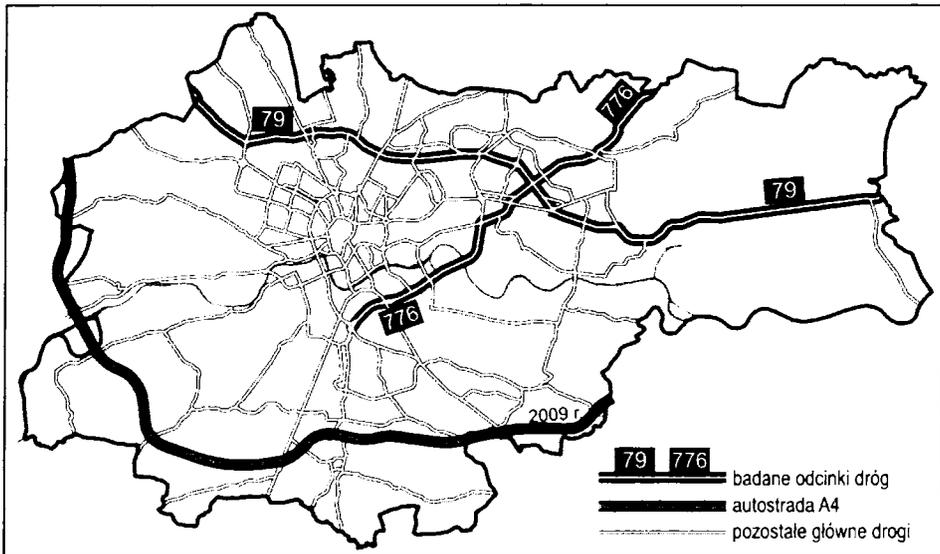 776
79
79
776
2009 r.
79 776
badane odcinki dróg
autostrada A4
pozostałe główne drogi